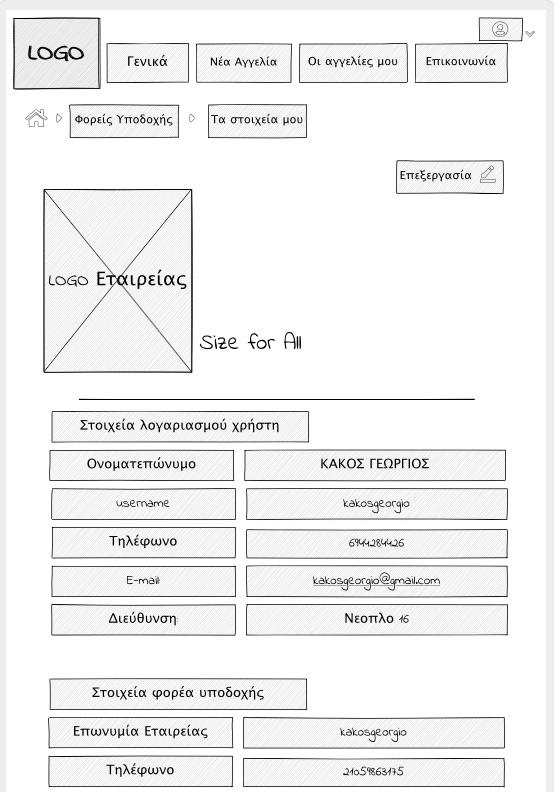 LOGO
Γενικά
Νέα Αγγελία
Οι αγγελίες μου
Επικοινωνία
Φορείς Υποδοχής
Τα στοιχεία μου
Επεξεργασία
LOGO Εταιρείας
Size for All
Στοιχεία λογαριασμού χρήστη
Ονοματεπώνυμο
ΚΑΚΟΣ ΓΕΩΡΓΙΟΣ
username
kakosgeorgio
Τηλέφωνο
6944284426
E-mail
kakosgeorgio@gmail.com
Διεύθυνση
Νεοπλο 16
Στοιχεία φορέα υποδοχής
Επωνυμία Εταιρείας
kakosgeorgio
Τηλέφωνο
21059863175